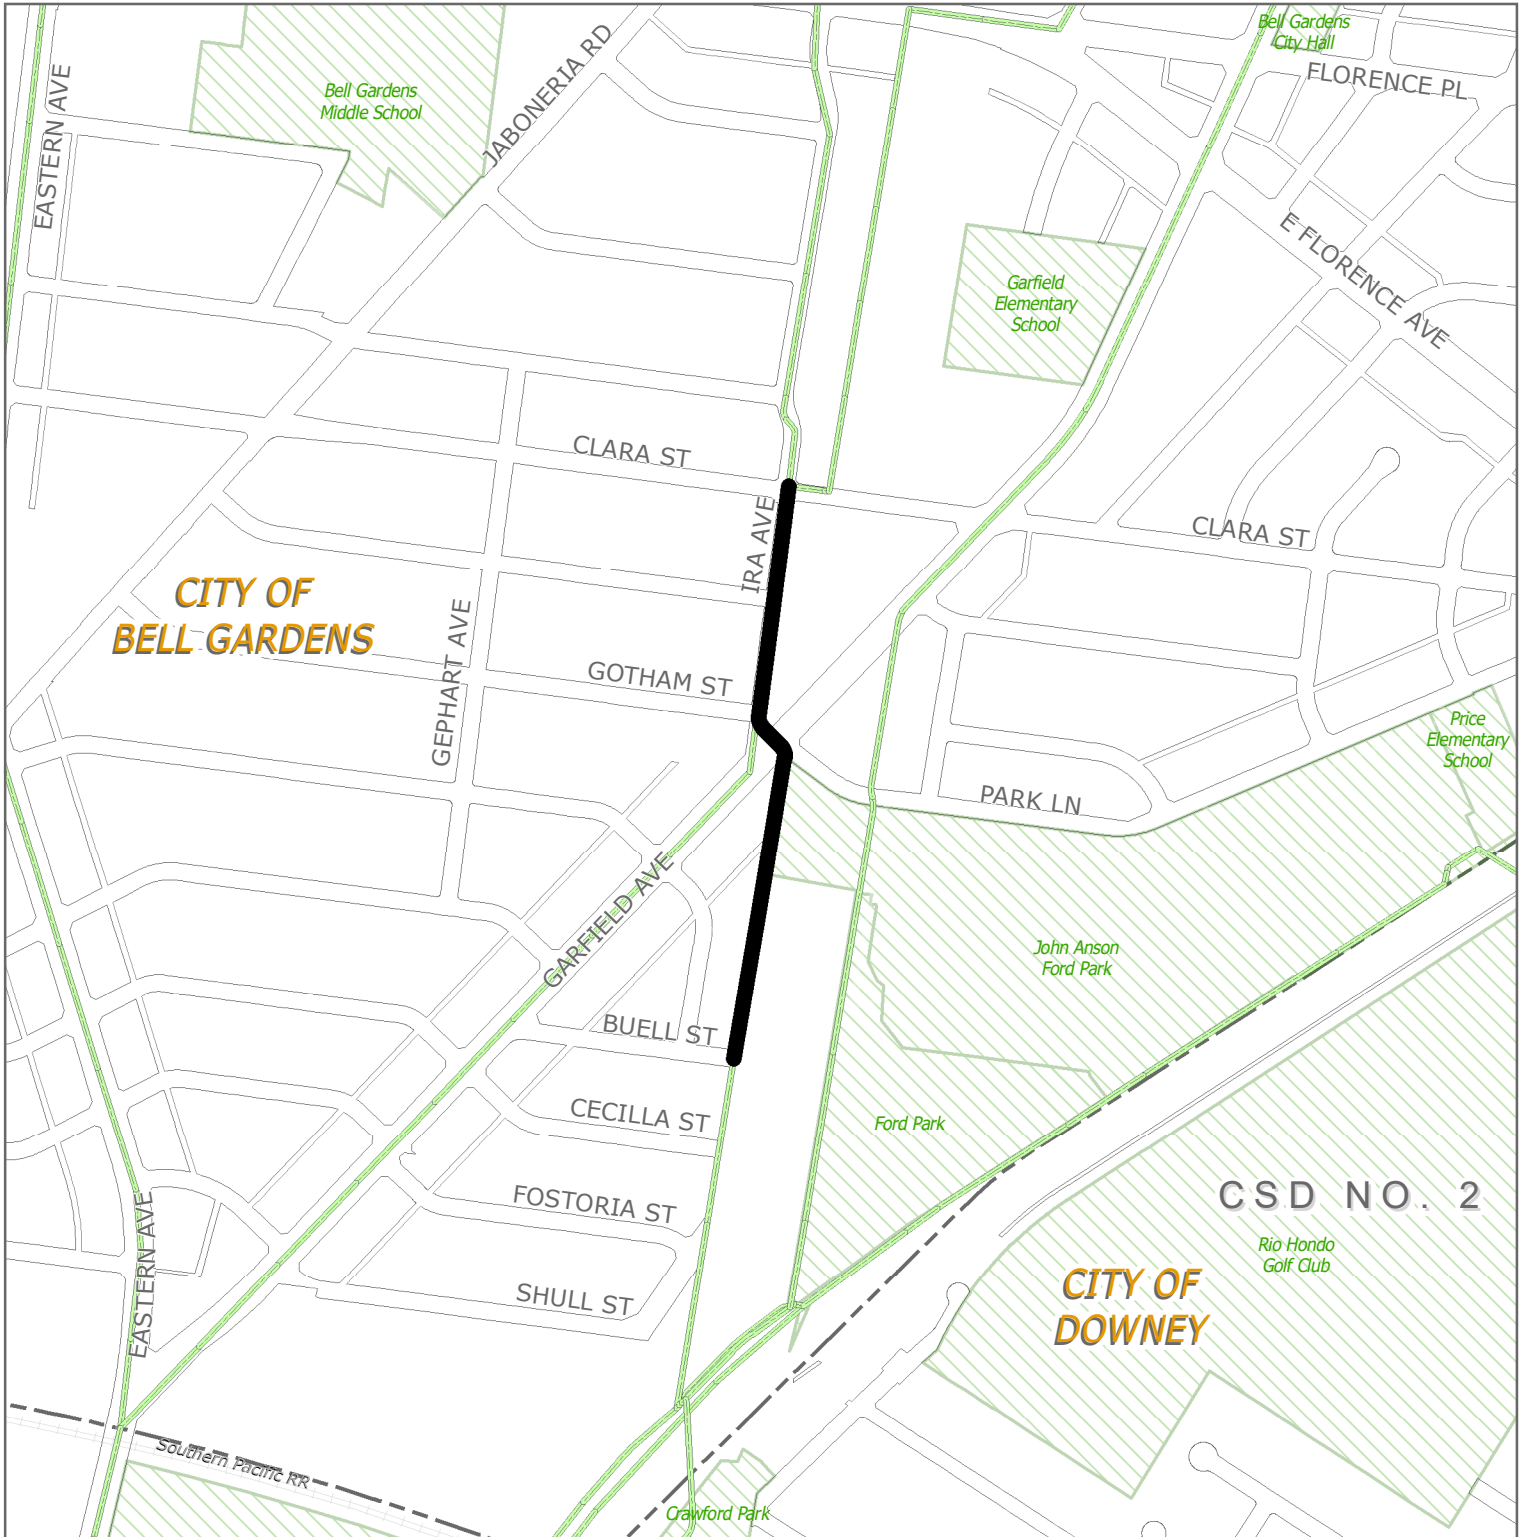 Bell Gardens
City Hall
FLORENCE PL
JABONERIA RD
Bell Gardens
Middle School
EASTERN AVE
E FLORENCE AVE
Garfield
Elementary
School
CLARA ST
IRA AVE
CLARA ST
CITY OF
BELL GARDENS
GEPHART AVE
GOTHAM ST
Price
Elementary
School
PARK LN
GARFIELD AVE
John Anson
Ford Park
BUELL ST
CECILLA ST
Ford Park
FOSTORIA ST
CSD NO. 2
EASTERN AVE
Rio Hondo
Golf Club
SHULL ST
CITY OF
DOWNEY
Southern Pacific RR
Crawford Park